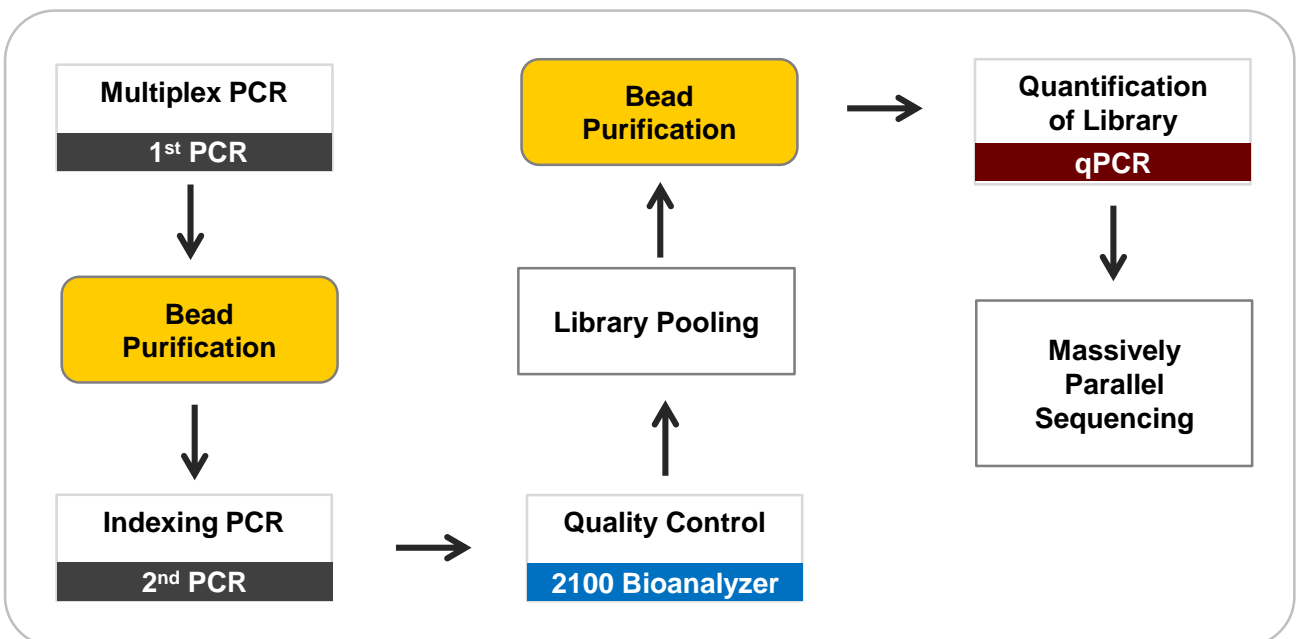 Multiplex PCR
1st PCR
Bead
Purification
Indexing PCR
2nd PCR
Quality Control
2100 Bioanalyzer
Library Pooling
Bead
Purification
Quantification
of Library
qPCR
Massively
Parallel
Sequencing